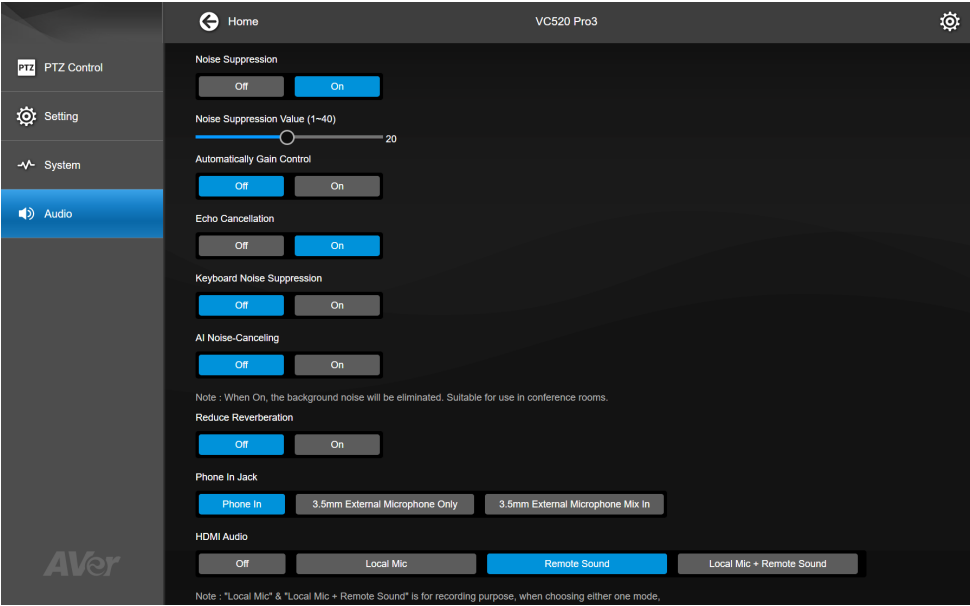 Home
VC520 Pro3
PTZ PTZ Control
Setting
System
Audio
Noise Suppression
Off On
Noise Suppression Value (1~40)
20
Automatically Gain Control
Off On
Echo Cancellation
Off On
Keyboard Noise Suppression
Off On
AI Noise-Canceling
Off On
Note : When On, the background noise will be eliminated. Suitable for use in conference rooms.
Reduce Reverberation
Off On
Phone In Jack
Phone In 3.5mm External Microphone Only 3.5mm External Microphone Mix In
HDMI Audio
Off Local Mic Remote Sound Local Mic + Remote Sound
Note : "Local Mic" & "Local Mic + Remote Sound" is for recording purpose, when choosing either one mode,
AVer